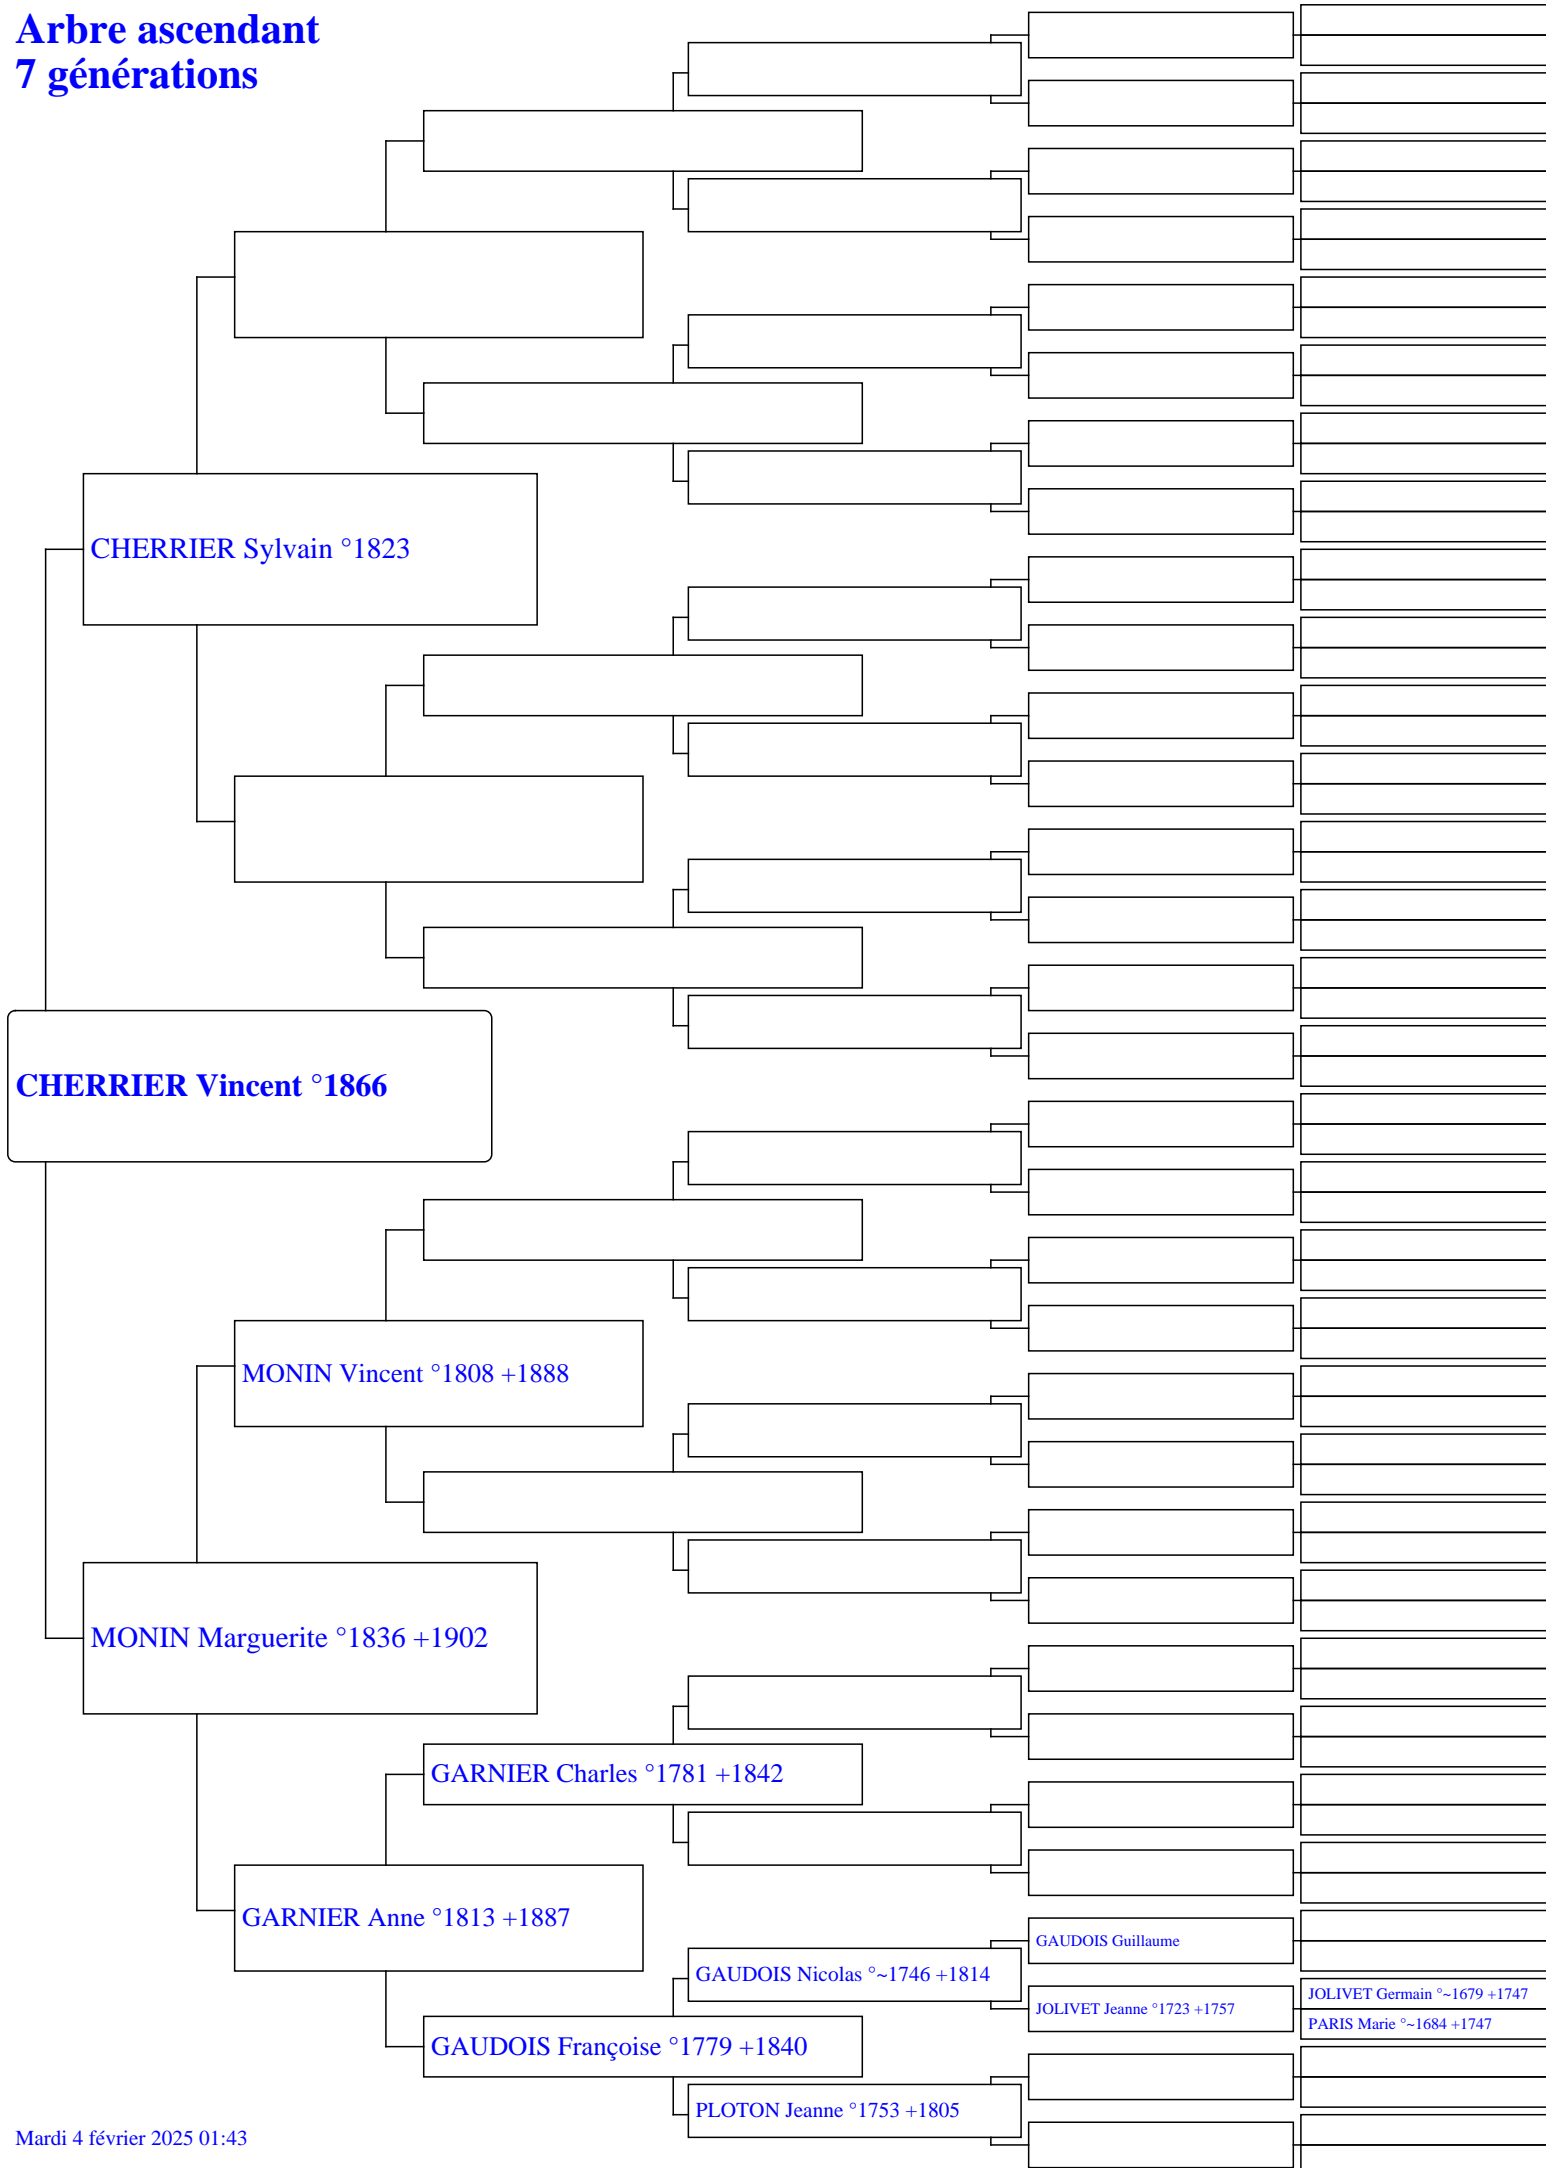 Arbre ascendant
7 générations
CHERRIER Sylvain °1823
CHERRIER Vincent °1866
MONIN Vincent °1808 +1888
MONIN Marguerite °1836 +1902
GARNIER Charles °1781 +1842
GARNIER Anne °1813 +1887
GAUDOIS Guillaume
GAUDOIS Nicolas °~1746 +1814
JOLIVET Germain °~1679 +1747
JOLIVET Jeanne °1723 +1757
PARIS Marie °~1684 +1747
GAUDOIS Françoise °1779 +1840
PLOTON Jeanne °1753 +1805
Mardi 4 février 2025 01:43